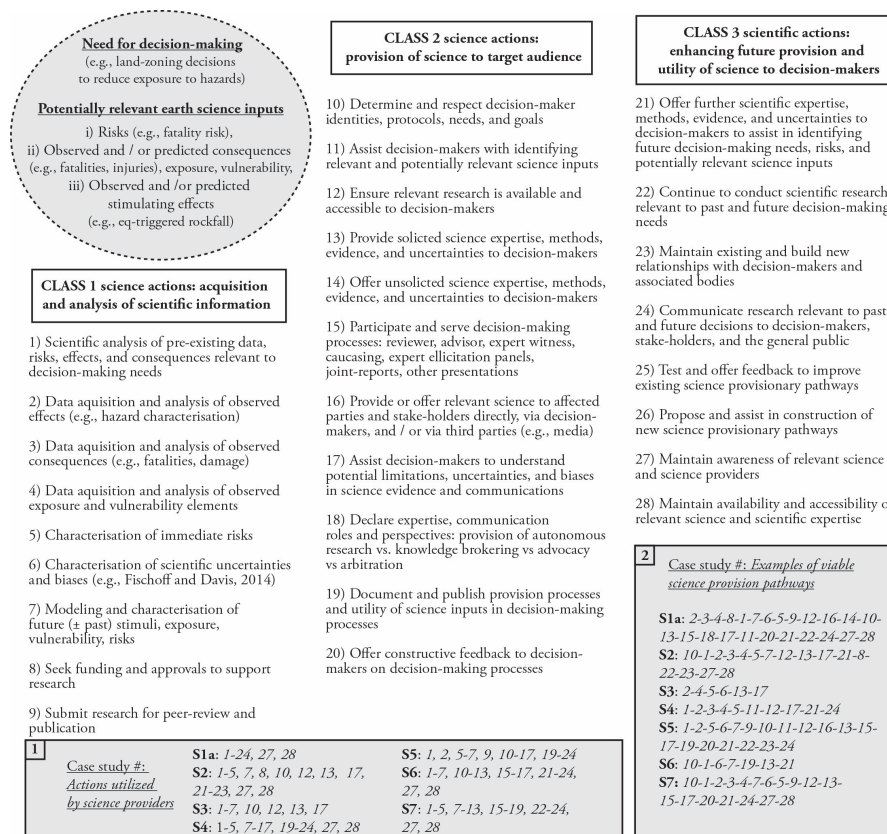 Need for decision-making
(e.g., land-zoning decisions
to reduce exposure to hazards)
Potentially relevant earth science inputs
i) Risks (e.g., fatality risk),
ii) Observed and / or predicted consequences
(e.g., fatalities, injuries), exposure, vulnerability,
iii) Observed and /or predicted
stimulating effects
(e.g., eq-triggered rockfall)
CLASS 1 science actions: acquisition
and analysis of scientific information
1) Scientific analysis of pre-existing data,
risks, effects, and consequences relevant to
decision-making needs
2) Data aquisition and analysis of observed
effects (e.g., hazard characterisation)
3) Data aquisition and analysis of observed
consequences (e.g., fatalities, damage)
4) Data aquisition and analysis of observed
exposure and vulnerability elements
5) Characterisation of immediate risks
6) Characterisation of scientific uncertainties
and biases (e.g., Fischoff and Davis, 2014)
7) Modeling and characterisation of
future (± past) stimuli, exposure,
vulnerability, risks
8) Seek funding and approvals to support
research
9) Submit research for peer-review and
publication
CLASS 2 science actions:
provision of science to target audience
10) Determine and respect decision-maker
identities, protocols, needs, and goals
11) Assist decision-makers with identifying
relevant and potentially relevant science inputs
12) Ensure relevant research is available and
accessible to decision-makers
13) Provide solicted science expertise, methods,
evidence, and uncertainties to decision-makers
14) Offer unsolicted science expertise, methods,
evidence, and uncertainties to decision-makers
15) Participate and serve decision-making
processes: reviewer, advisor, expert witness,
caucasing, expert ellicitation panels,
joint-reports, other presentations
16) Provide or offer relevant science to affected
parties and stake-holders directly, via decision-
makers, and / or via third parties (e.g., media)
17) Assist decision-makers to understand
potential limitations, uncertainties, and biases
in science evidence and communications
18) Declare expertise, communication
roles and perspectives: provision of autonomous
research vs. knowledge brokering vs advocacy
vs arbitration
19) Document and publish provision processes
and utility of science inputs in decision-making
processes
20) Offer constructive feedback to decision-
makers on decision-making processes
CLASS 3 scientific actions:
enhancing future provision and
utility of science to decision-makers
21) Offer further scientific expertise,
methods, evidence, and uncertainties to
decision-makers to assist in identifying
future decision-making needs, risks, and
potentially relevant science inputs
22) Continue to conduct scientific research
relevant to past and future decision-making
needs
23) Maintain existing and build new
relationships with decision-makers and
associated bodies
24) Communicate research relevant to past
and future decisions to decision-makers,
stake-holders, and the general public
25) Test and offer feedback to improve
existing science provisionary pathways
26) Propose and assist in construction of
new science provisionary pathways
27) Maintain awareness of relevant science
and science providers
28) Maintain availability and accessibility o
relevant science and scientific expertise
1
Case study #:
Actions utilized
by science providers
S1a: 1-24, 27, 28
S2: 1-5, 7, 8, 10, 12, 13, 17,
21-23, 27, 28
S3: 1-7, 10, 12, 13, 17
S4: 1-5, 7-17, 19-24, 27, 28
S5: 1, 2, 5-7, 9, 10-17, 19-24
S6: 1-7, 10-13, 15-17, 21-24,
27, 28
S7: 1-5, 7-13, 15-19, 22-24,
27, 28
2
Case study #: Examples of viable
science provision pathways
S1a: 2-3-4-8-1-7-6-5-9-12-16-14-10-
13-15-18-17-11-20-21-22-24-27-28
S2: 10-1-2-3-4-5-7-12-13-17-21-8-
22-23-27-28
S3: 2-4-5-6-13-17
S4: 1-2-3-4-5-11-12-17-21-24
S5: 1-2-5-6-7-9-10-11-12-16-13-15-
17-19-20-21-22-23-24
S6: 10-1-6-7-19-13-21
S7: 10-1-2-3-4-7-6-5-9-12-13-
15-17-20-21-24-27-28